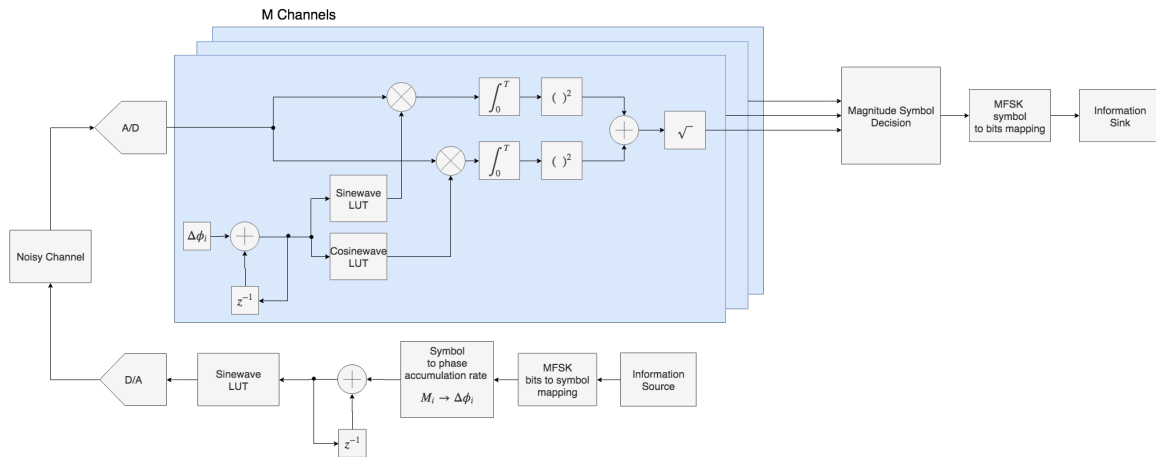 M Channels
A/D
∫₀ᵀ
( )²
∫₀ᵀ
( )²
√
Magnitude Symbol
Decision
MFSK
symbol
to bits mapping
Information
Sink
Sinewave
LUT
Δϕᵢ
Cosinewave
LUT
z⁻¹
Noisy Channel
D/A
Sinewave
LUT
Symbol
to phase
accumulation rate
Mᵢ → Δϕᵢ
MFSK
bits to symbol
mapping
Information
Source
z⁻¹